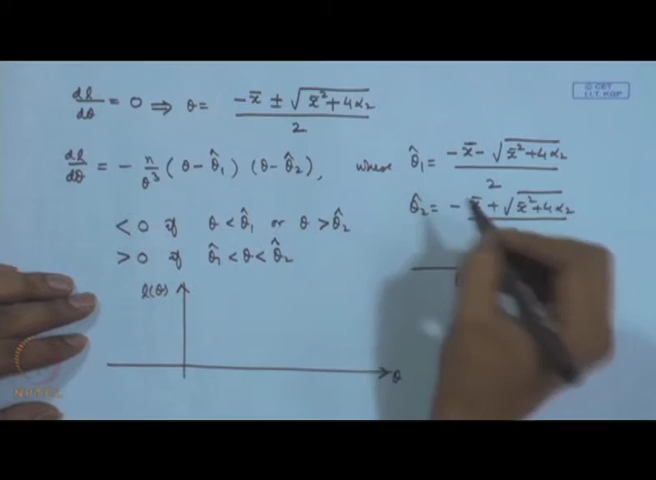 © CET
I.I.T. KGP
dl/dθ = 0 ⇒ θ = (-x̄ ± √(x̄² + 4α₂))/2
dl/dθ = - n/θ³ (θ - θ̂₁) (θ - θ̂₂), where θ̂₁ = (-x̄ - √(x̄² + 4α₂))/2
θ̂₂ = -x̄ + √(x̄² + 4α₂)
< 0 if θ < θ̂₁ or θ > θ̂₂
> 0 if θ̂₁ < θ < θ̂₂
l(θ)
θ
NPTEL